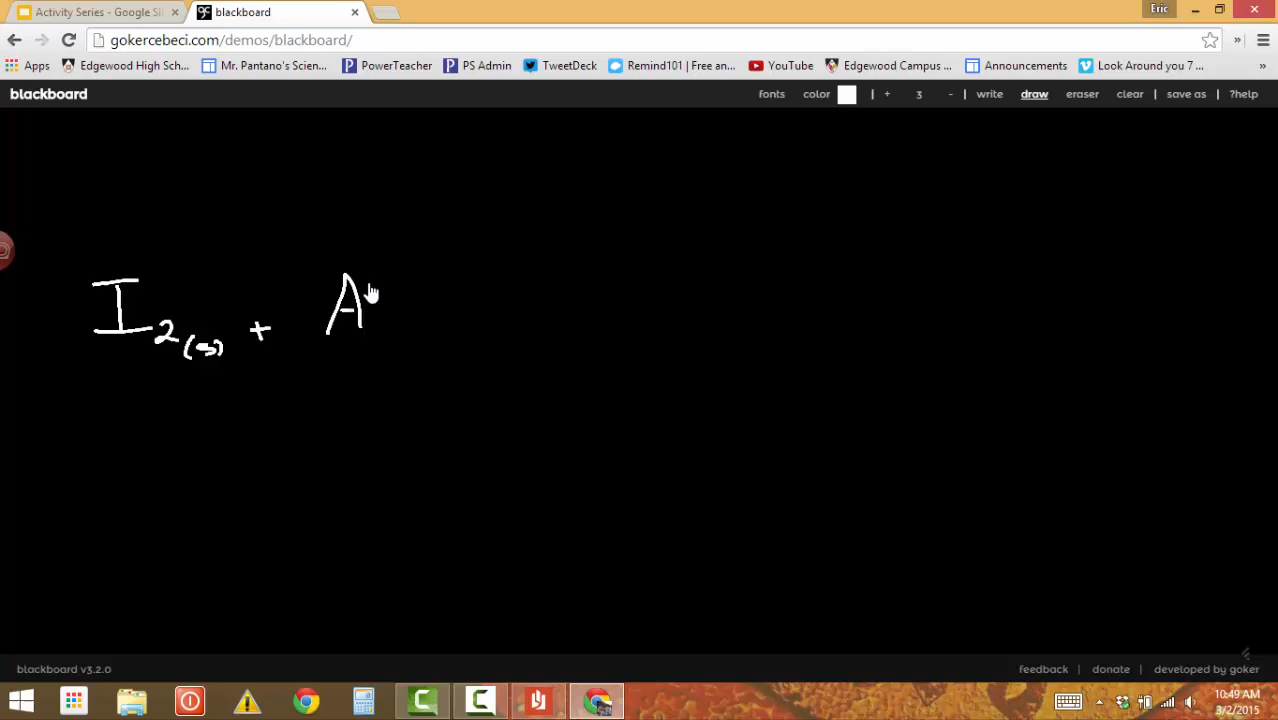 Activity Series - Google Sli
blackboard
Eric
gokercebeci.com/demos/blackboard/
Apps Edgewood High Sch... Mr. Pantano's Scien... PowerTeacher PS Admin TweetDeck Remind101 | Free an... YouTube Edgewood Campus ... Announcements Look Around you 7 ... »
blackboard fonts color | + 3 - | write draw eraser clear | save as | ?help
I2(s) + A
blackboard v3.2.0 feedback | donate | developed by goker
10:49 AM
3/2/2015